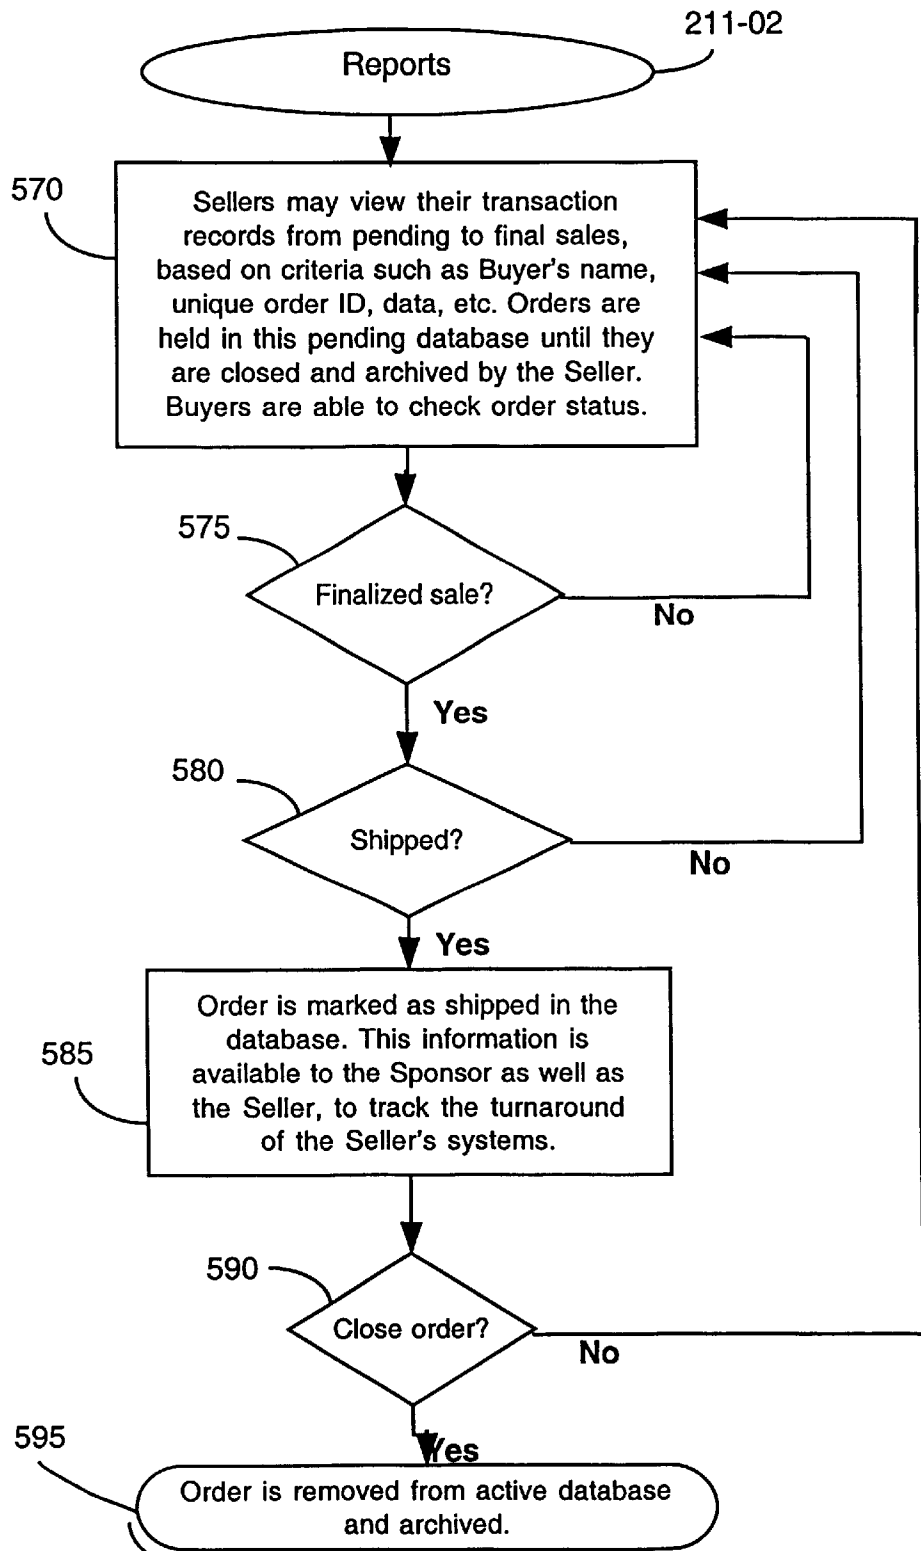 211-02
Reports
570
Sellers may view their transaction
records from pending to final sales,
based on criteria such as Buyer's name,
unique order ID, data, etc. Orders are
held in this pending database until they
are closed and archived by the Seller.
Buyers are able to check order status.
575
Finalized sale?
No
Yes
580
Shipped?
No
Yes
585
Order is marked as shipped in the
database. This information is
available to the Sponsor as well as
the Seller, to track the turnaround
of the Seller's systems.
590
Close order?
No
Yes
595
Order is removed from active database
and archived.